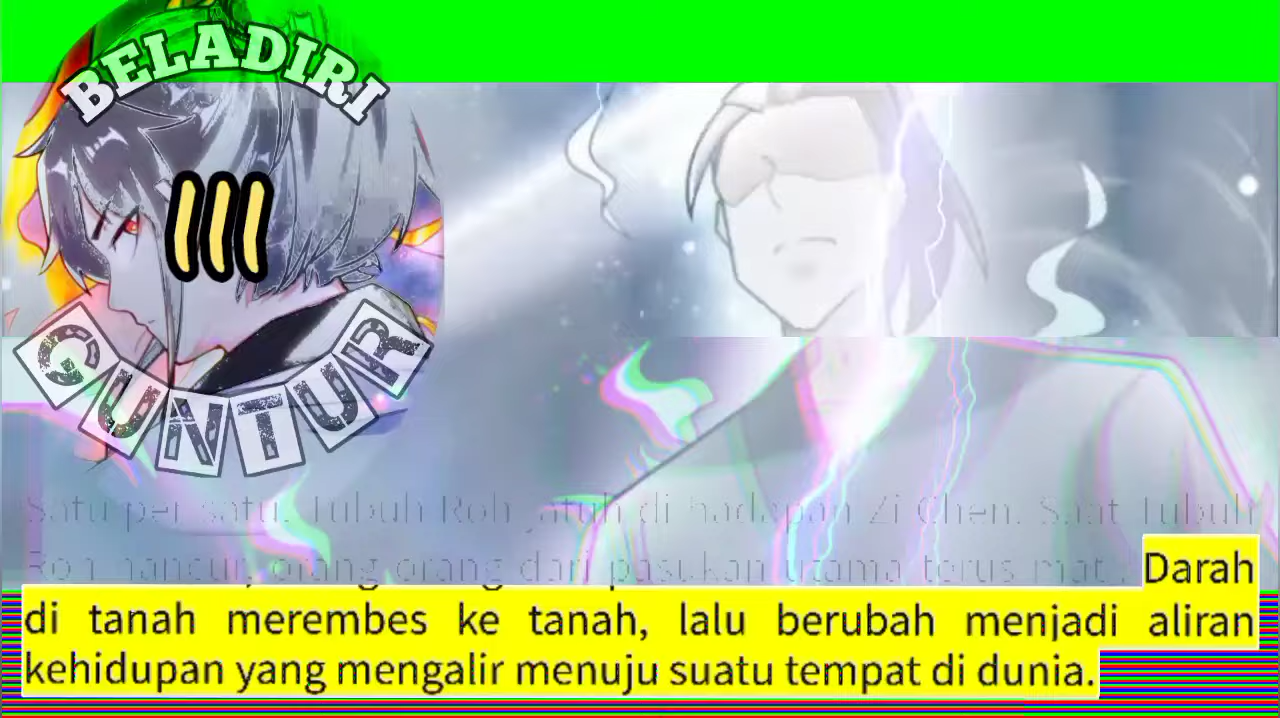 BELADIRI
III
GUNTUR
Satu per satu, Tubuh Roh jatuh di hadapan Zi Chen. Saat Tubuh
Roh hancur, orang-orang dari pasukan utama terus mati. Darah
di tanah merembes ke tanah, lalu berubah menjadi aliran
kehidupan yang mengalir menuju suatu tempat di dunia.